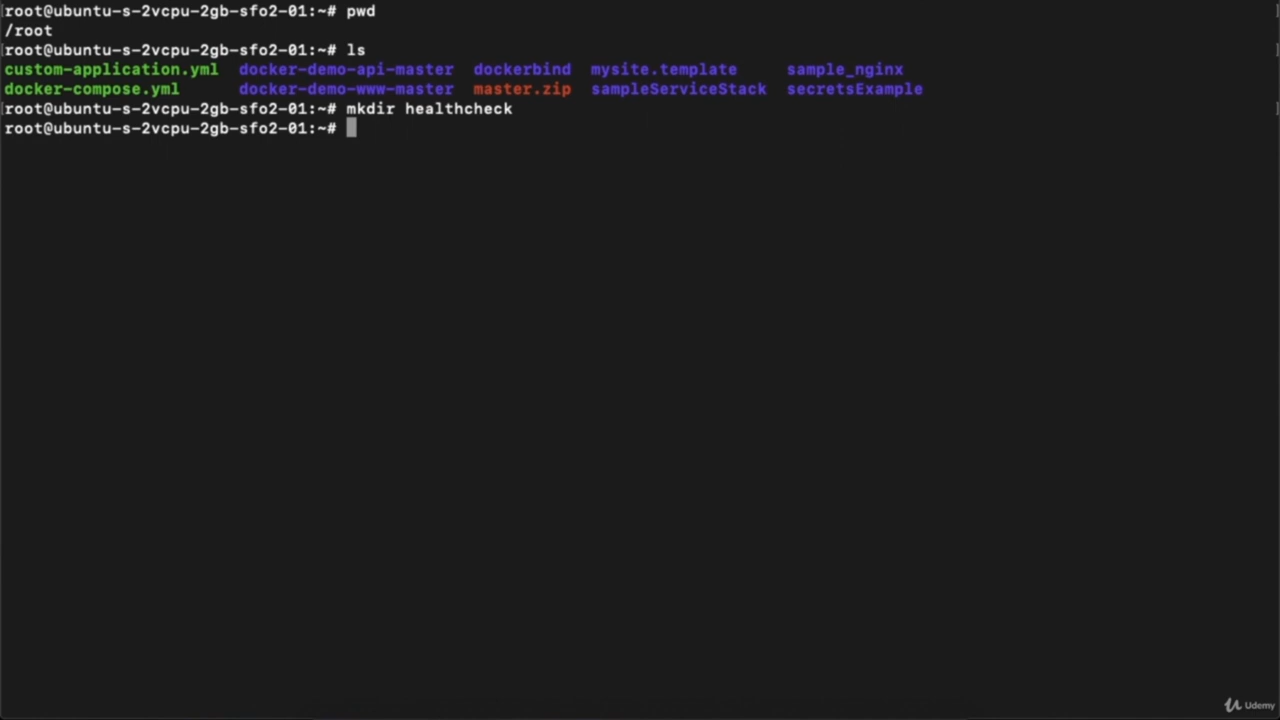 [root@ubuntu-s-2vcpu-2gb-sfo2-01:~# pwd
/root
[root@ubuntu-s-2vcpu-2gb-sfo2-01:~# ls
custom-application.yml docker-demo-api-master dockerbind mysite.template sample_nginx
docker-compose.yml docker-demo-www-master master.zip sampleServiceStack secretsExample
[root@ubuntu-s-2vcpu-2gb-sfo2-01:~# mkdir healthcheck
root@ubuntu-s-2vcpu-2gb-sfo2-01:~#
Udemy